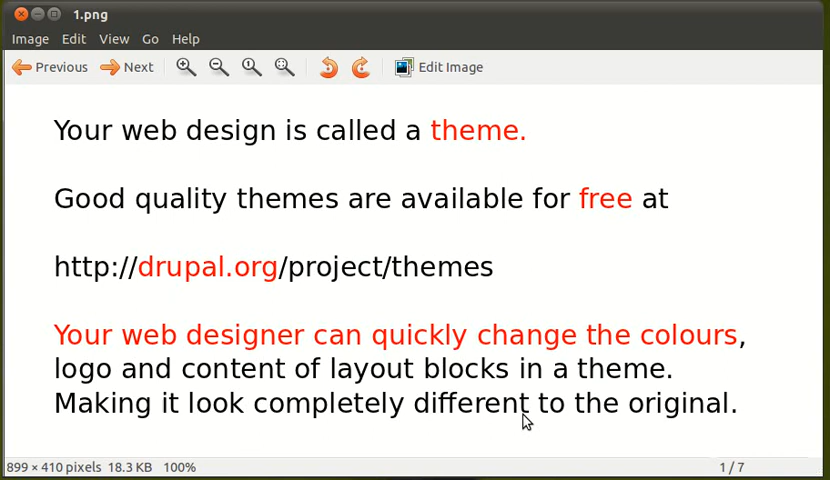 1.png
Image Edit View Go Help
Previous Next Edit Image
Your web design is called a theme.
Good quality themes are available for free at
http://drupal.org/project/themes
Your web designer can quickly change the colours,
logo and content of layout blocks in a theme.
Making it look completely different to the original.
899 × 410 pixels 18.3 KB 100% 1 / 7